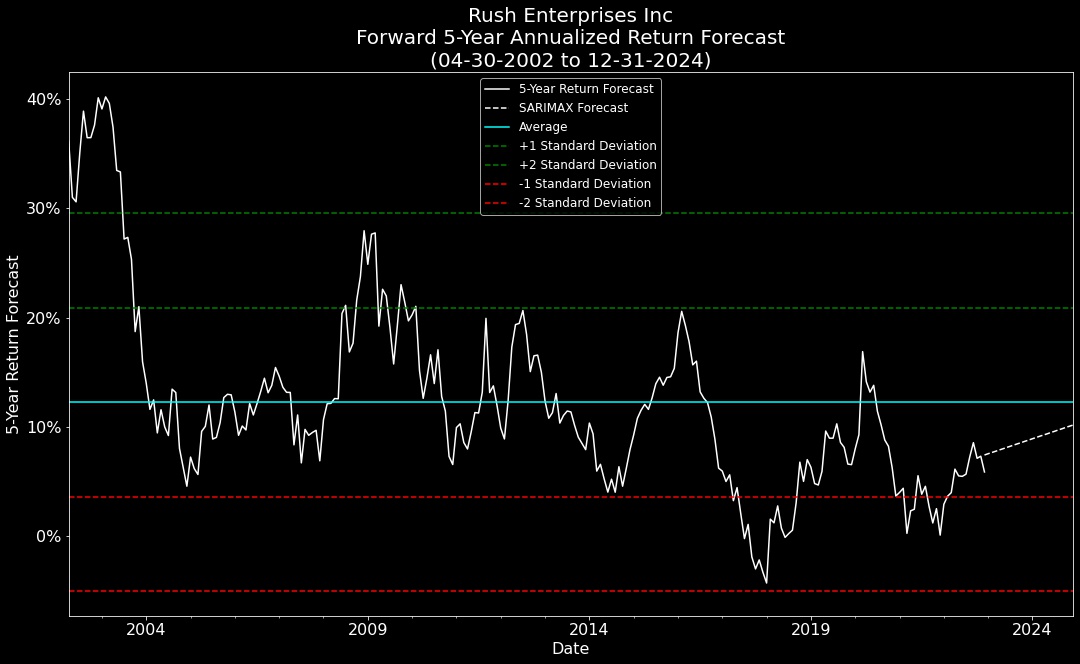 Rush Enterprises Inc
Forward 5-Year Annualized Return Forecast
(04-30-2002 to 12-31-2024)
5-Year Return Forecast
SARIMAX Forecast
Average
+1 Standard Deviation
+2 Standard Deviation
-1 Standard Deviation
-2 Standard Deviation
5-Year Return Forecast
40%
30%
20%
10%
0%
2004
2009
2014
2019
2024
Date